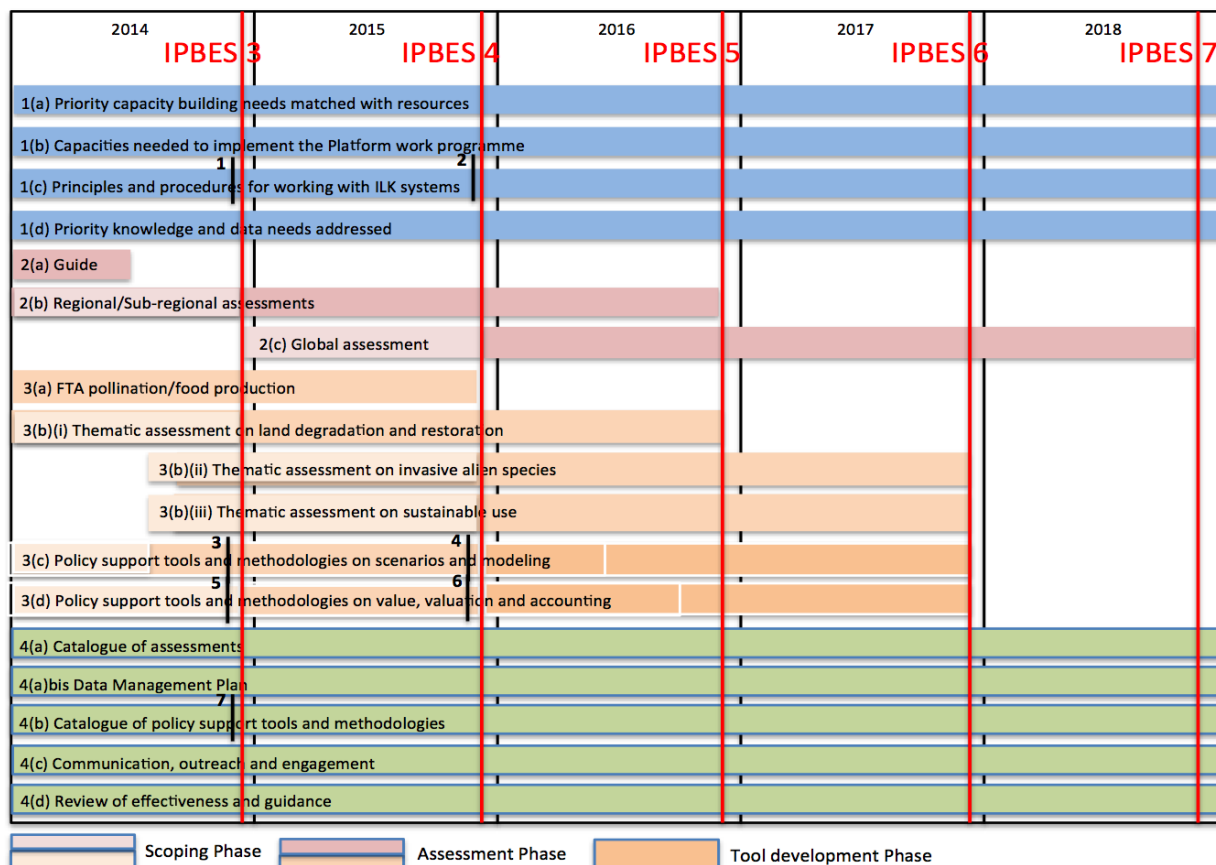 2014 2015 2016 2017 2018
IPBES 3 IPBES 4 IPBES 5 IPBES 6 IPBES 7
1(a) Priority capacity building needs matched with resources
1(b) Capacities needed to implement the Platform work programme
1 2
1(c) Principles and procedures for working with ILK systems
1(d) Priority knowledge and data needs addressed
2(a) Guide
2(b) Regional/Sub-regional assessments
2(c) Global assessment
3(a) FTA pollination/food production
3(b)(i) Thematic assessment on land degradation and restoration
3(b)(ii) Thematic assessment on invasive alien species
3(b)(iii) Thematic assessment on sustainable use
3 4
3(c) Policy support tools and methodologies on scenarios and modeling
5 6
3(d) Policy support tools and methodologies on value, valuation and accounting
4(a) Catalogue of assessments
4(a)bis Data Management Plan
7
4(b) Catalogue of policy support tools and methodologies
4(c) Communication, outreach and engagement
4(d) Review of effectiveness and guidance
Scoping Phase Assessment Phase Tool development Phase